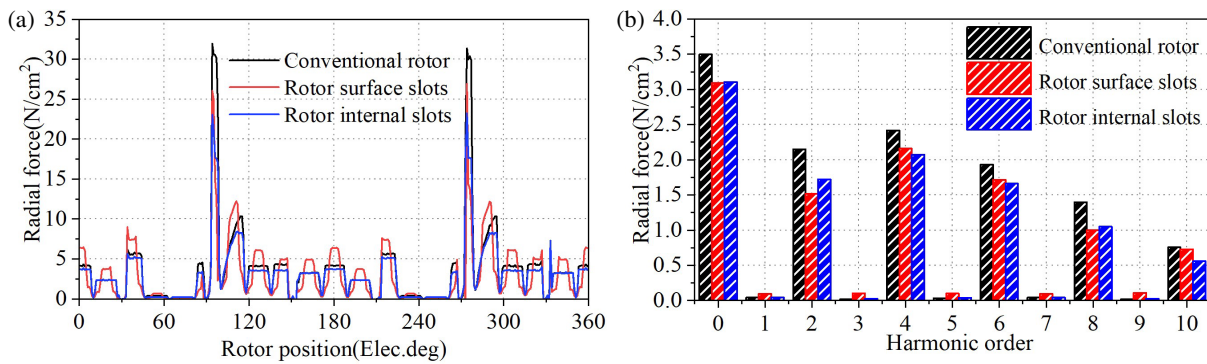 (a)
Radial force(N/cm²)
35
30
25
20
15
10
5
0
Conventional rotor
Rotor surface slots
Rotor internal slots
0 60 120 180 240 300 360
Rotor position(Elec.deg)
(b)
Radial force(N/cm²)
4.0
3.5
3.0
2.5
2.0
1.5
1.0
0.5
0.0
Conventional rotor
Rotor surface slots
Rotor internal slots
0 1 2 3 4 5 6 7 8 9 10
Harmonic order